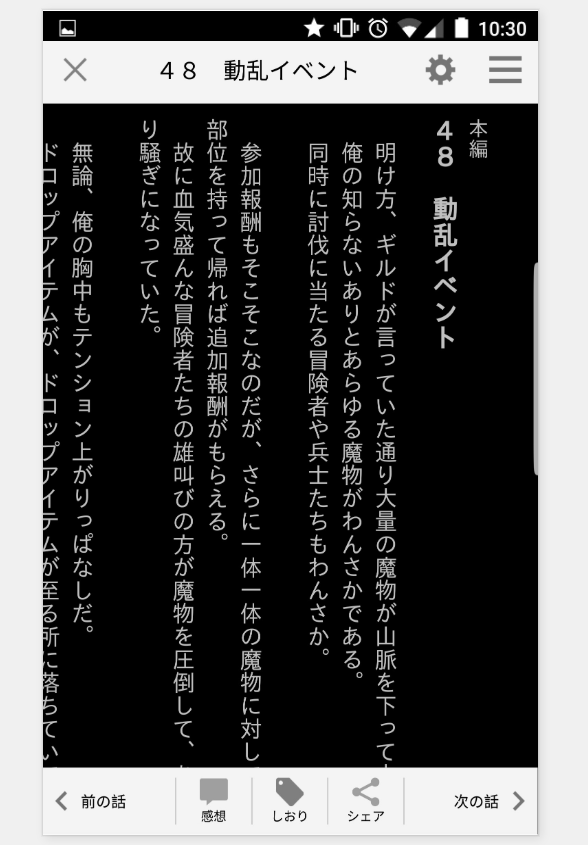 10:30
４８　動乱イベント
本編
４８　動乱イベント
明け方、ギルドが言っていた通り大量の魔物が山脈を下って
俺の知らないありとあらゆる魔物がわんさかである。
同時に討伐に当たる冒険者や兵士たちもわんさか。
参加報酬もそこそこなのだが、さらに一体一体の魔物に対し
部位を持って帰れば追加報酬がもらえる。
故に血気盛んな冒険者たちの雄叫びの方が魔物を圧倒して、
り騒ぎになっていた。
無論、俺の胸中もテンション上がりっぱなしだ。
ドロップアイテムが、ドロップアイテムが至る所に落ちてい
前の話
感想
しおり
シェア
次の話